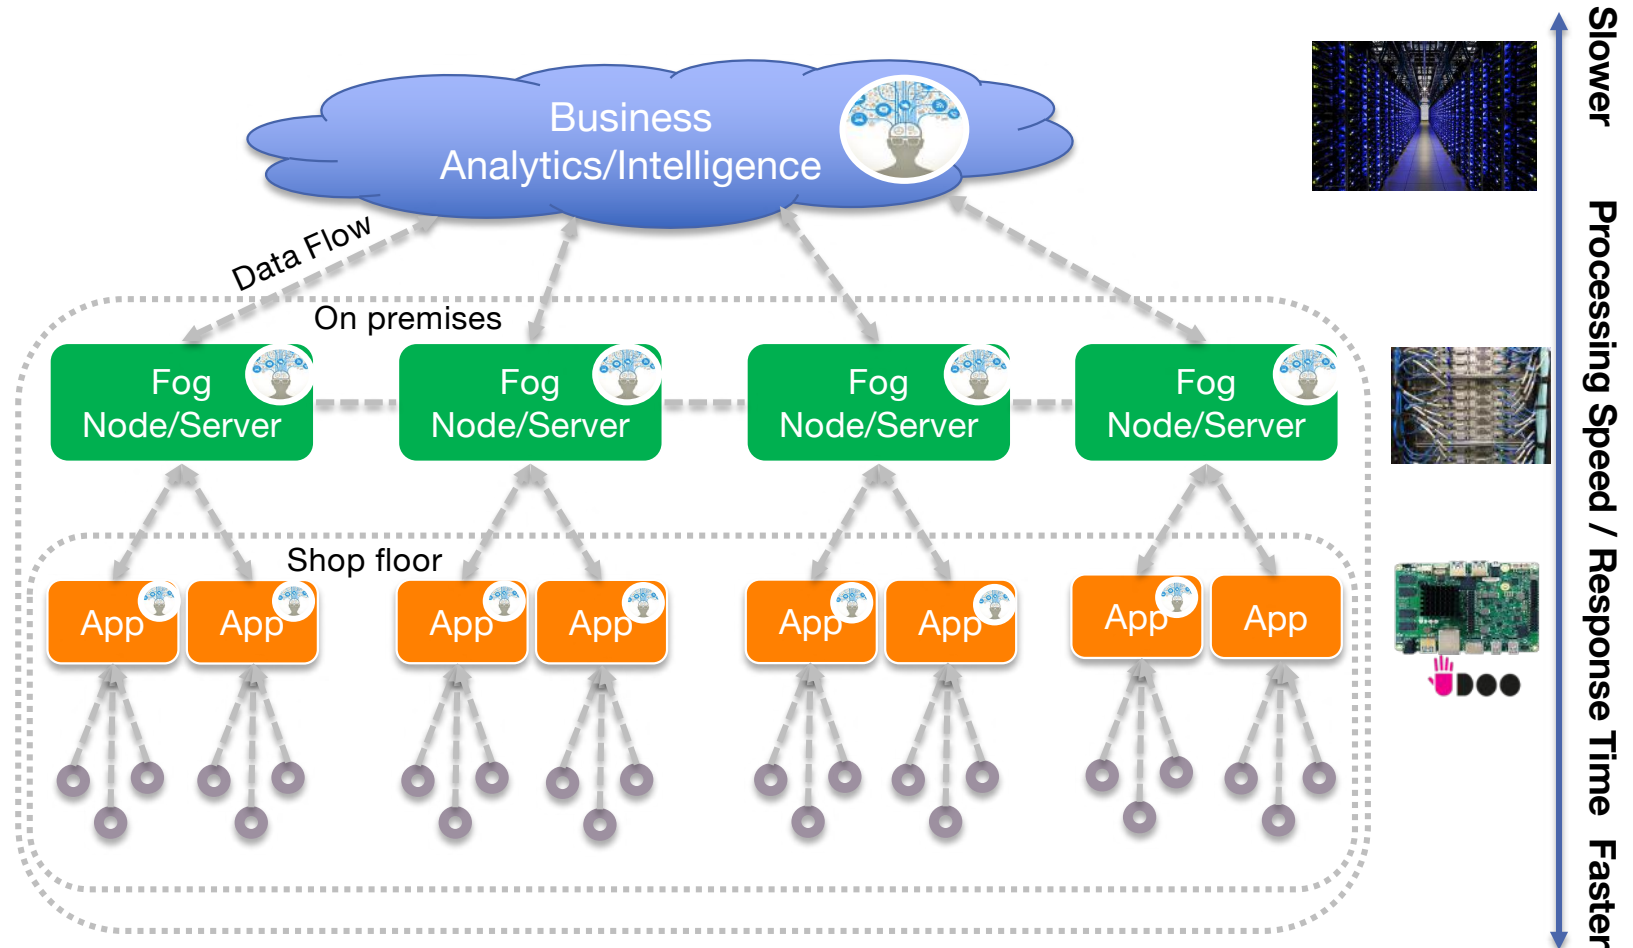 Business
Analytics/Intelligence
Data Flow
On premises
Fog
Node/Server
Fog
Node/Server
Fog
Node/Server
Fog
Node/Server
Shop floor
App
App
App
App
App
App
App
App
Slower
Processing Speed / Response Time
Faster